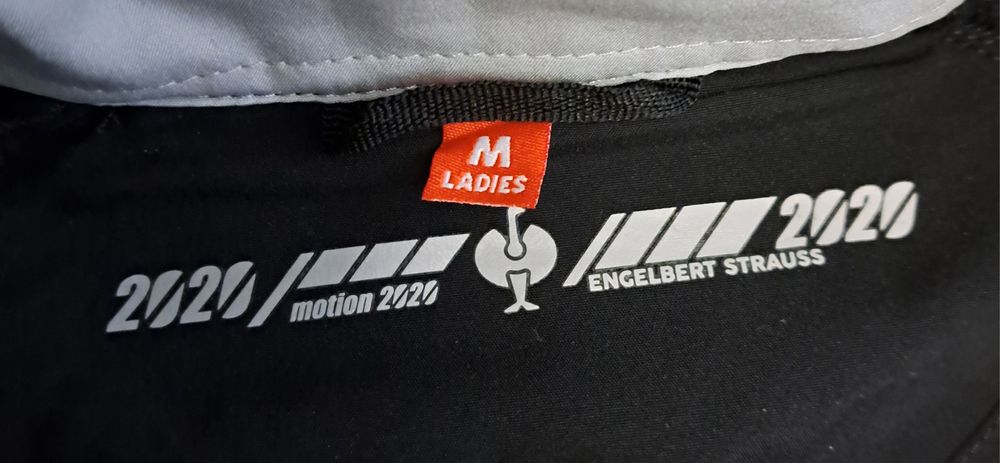 M
LADIES
2020 motion 2020
2020 ENGELBERT STRAUSS